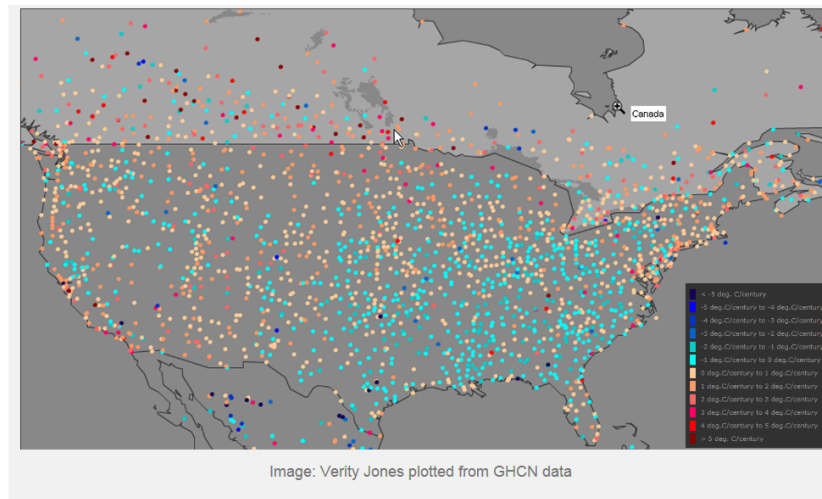 Canada
< -5 deg. C/century
-5 deg.C/century to -4 deg.C/century
-4 deg.C/century to -3 deg.C/century
-3 deg.C/century to -2 deg.C/century
-2 deg.C/century to -1 deg.C/century
-1 deg.C/century to 0 deg.C/century
0 deg.C/century to 1 deg.C/century
1 deg.C/century to 2 deg.C/century
2 deg.C/century to 3 deg.C/century
3 deg.C/century to 4 deg.C/century
4 deg.C/century to 5 deg.C/century
> 5 deg. C/century
Image: Verity Jones plotted from GHCN data